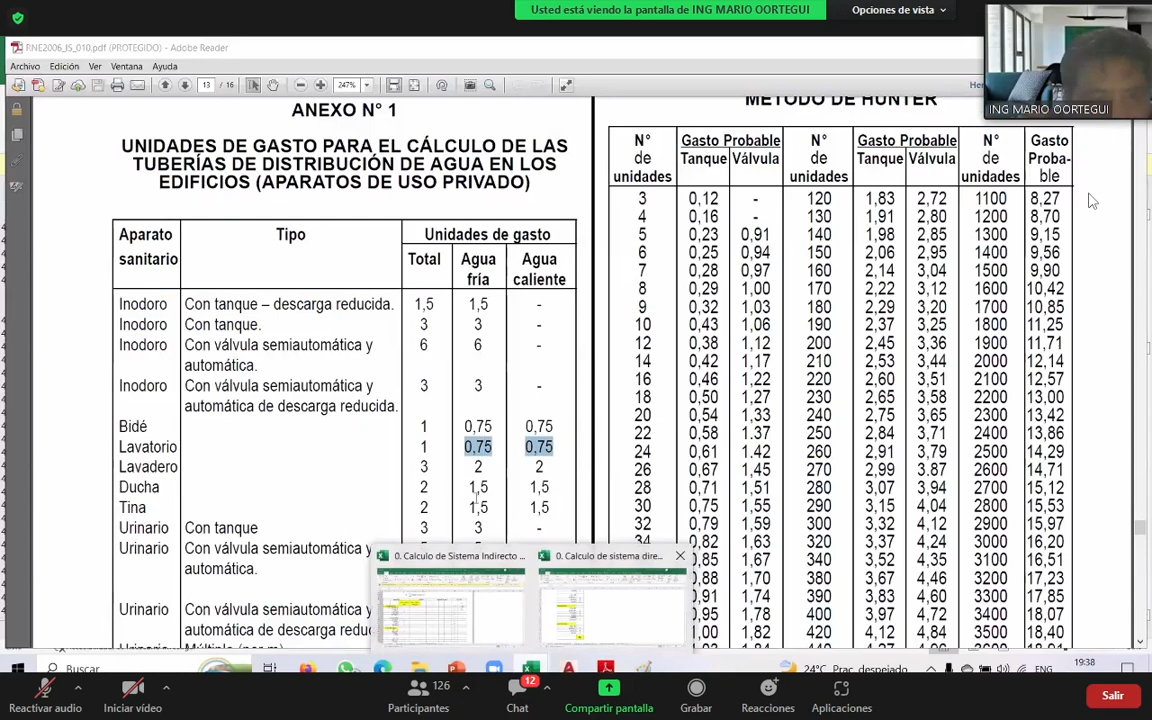 Usted está viendo la pantalla de ING MARIO OORTEGUI
Opciones de vista
RNE2006_IS_010.pdf (PROTEGIDO) - Adobe Reader
Archivo Edición Ver Ventana Ayuda
13 / 16
247%
ING MARIO OORTEGUI
ANEXO N° 1
UNIDADES DE GASTO PARA EL CÁLCULO DE LAS
TUBERÍAS DE DISTRIBUCIÓN DE AGUA EN LOS
EDIFICIOS (APARATOS DE USO PRIVADO)
Aparato sanitario Tipo Unidades de gasto
Total Agua fría Agua caliente
Inodoro Con tanque – descarga reducida. 1,5 1,5 -
Inodoro Con tanque. 3 3 -
Inodoro Con válvula semiautomática y 6 6 -
automática.
Inodoro Con válvula semiautomática y 3 3 -
automática de descarga reducida.
Bidé 1 0,75 0,75
Lavatorio 1 0,75 0,75
Lavadero 3 2 2
Ducha 2 1,5 1,5
Tina 2 1,5 1,5
Urinario Con tanque 3 3 -
Urinario Con válvula semiautomática y
automática.
Urinario Con válvula semiautomática y
automática de descarga
METODO DE HUNTER
N° de unidades Gasto Probable N° de unidades Gasto Probable N° de unidades Gasto Proba-ble
Tanque Válvula Tanque Válvula
3 0,12 - 120 1,83 2,72 1100 8,27
4 0,16 - 130 1,91 2,80 1200 8,70
5 0,23 0,91 140 1,98 2,85 1300 9,15
6 0,25 0,94 150 2,06 2,95 1400 9,56
7 0,28 0,97 160 2,14 3,04 1500 9,90
8 0,29 1,00 170 2,22 3,12 1600 10,42
9 0,32 1,03 180 2,29 3,20 1700 10,85
10 0,43 1,06 190 2,37 3,25 1800 11,25
12 0,38 1,12 200 2,45 3,36 1900 11,71
14 0,42 1,17 210 2,53 3,44 2000 12,14
16 0,46 1,22 220 2,60 3,51 2100 12,57
18 0,50 1,27 230 2,65 3,58 2200 13,00
20 0,54 1,33 240 2,75 3,65 2300 13,42
22 0,58 1.37 250 2,84 3,71 2400 13,86
24 0,61 1.42 260 2,91 3,79 2500 14,29
26 0,67 1,45 270 2,99 3.87 2600 14,71
28 0,71 1,51 280 3,07 3,94 2700 15,12
30 0,75 1,55 290 3,15 4,04 2800 15,53
32 0,79 1,59 300 3,32 4,12 2900 15,97
34 0,82 1,63 320 3,37 4,24 3000 16,20
1,67 340 3,52 4,35 3100 16,51
0,88 1,70 380 3,67 4,46 3200 17,23
0,91 1,74 390 3,83 4,60 3300 17,85
0,95 1,78 400 3,97 4,72 3400 18,07
1,00 1,82 420 4,12 4,84 3500 18,40
0. Calculo de Sistema Indirecto ...
0. Calculo de sistema dire...
Buscar
24°C Prac. despejado
ENG
19:38
Reactivar audio
Iniciar vídeo
126
Participantes
12
Chat
Compartir pantalla
Grabar
Reacciones
Aplicaciones
Salir